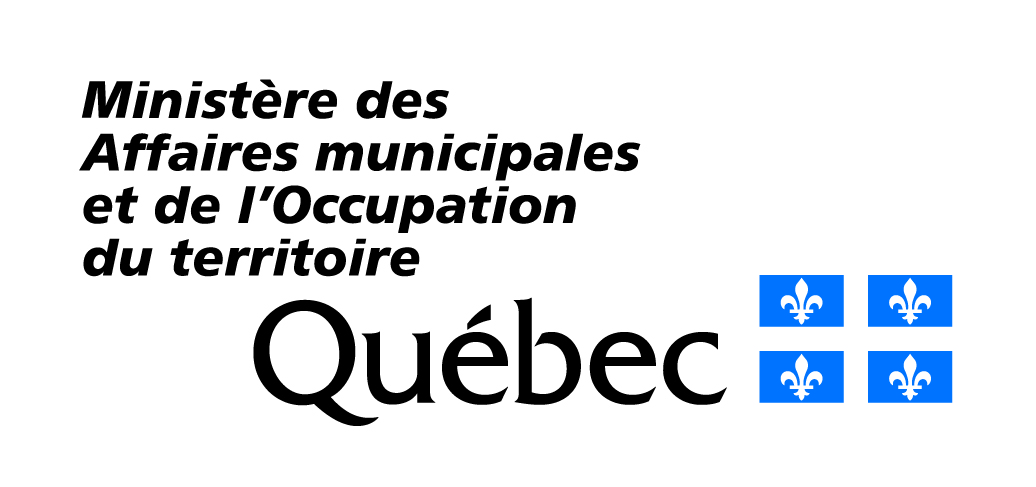 Ministère des
Affaires municipales
et de l’Occupation
du territoire
Québec